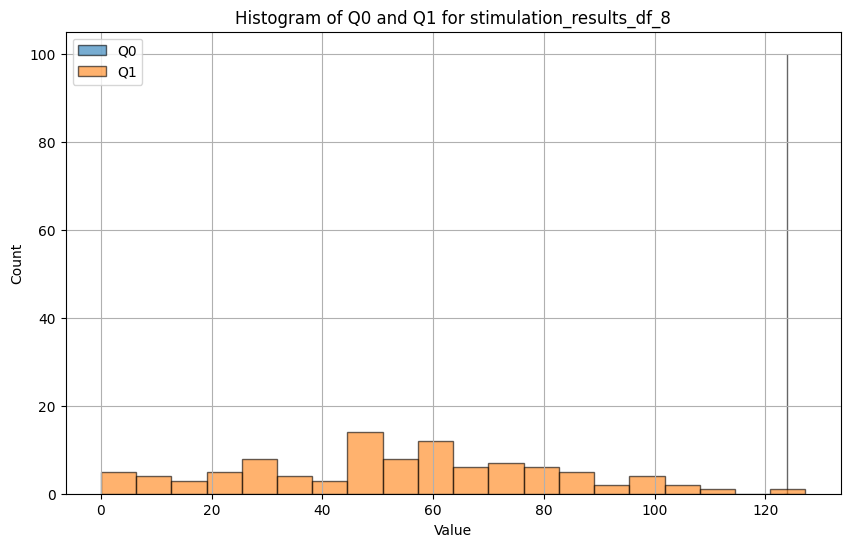 Histogram of Q0 and Q1 for stimulation_results_df_8
Q0
Q1
Count
100
80
60
40
20
0
0 20 40 60 80 100 120
Value